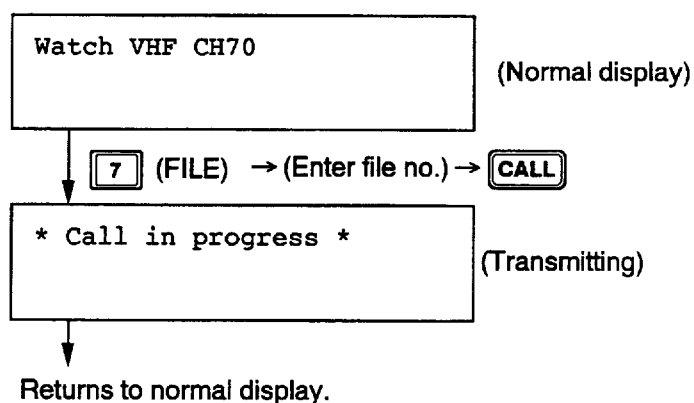 Watch VHF CH70
(Normal display)
7 (FILE) → (Enter file no.) → CALL
* Call in progress *
(Transmitting)
Returns to normal display.